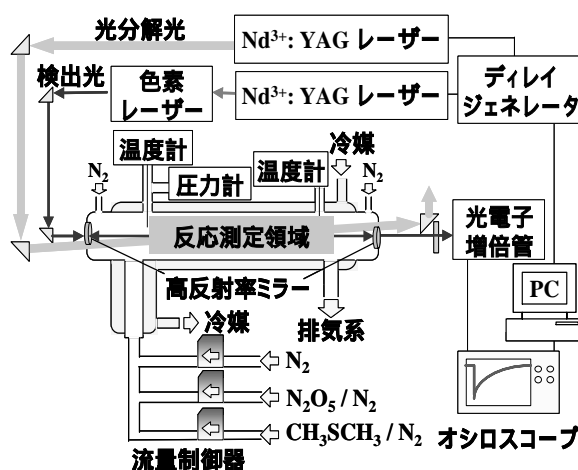 光分解光
Nd³⁺: YAG レーザー
検出光
色素
レーザー
Nd³⁺: YAG レーザー
ディレイ
ジェネレータ
温度計
温度計
冷媒
N₂
圧力計
N₂
反応測定領域
光電子
増倍管
高反射率ミラー
冷媒
排気系
PC
N₂
N₂O₅ / N₂
CH₃SCH₃ / N₂
流量制御器
オシロスコープ